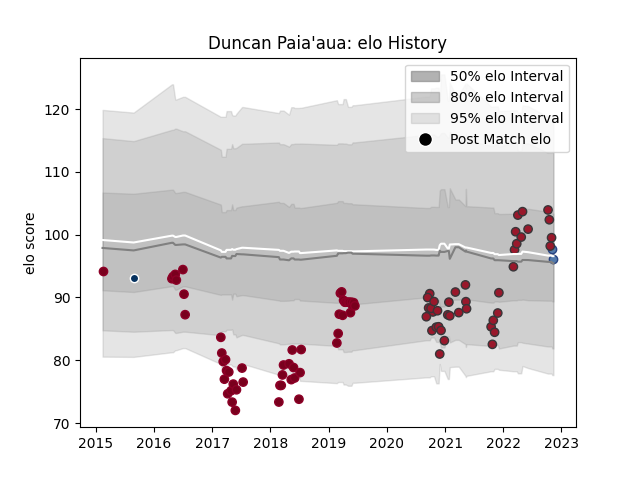 Duncan Paia'aua: elo History
50% elo Interval
80% elo Interval
95% elo Interval
Post Match elo
elo score
120
110
100
90
80
70
2015 2016 2017 2018 2019 2020 2021 2022 2023